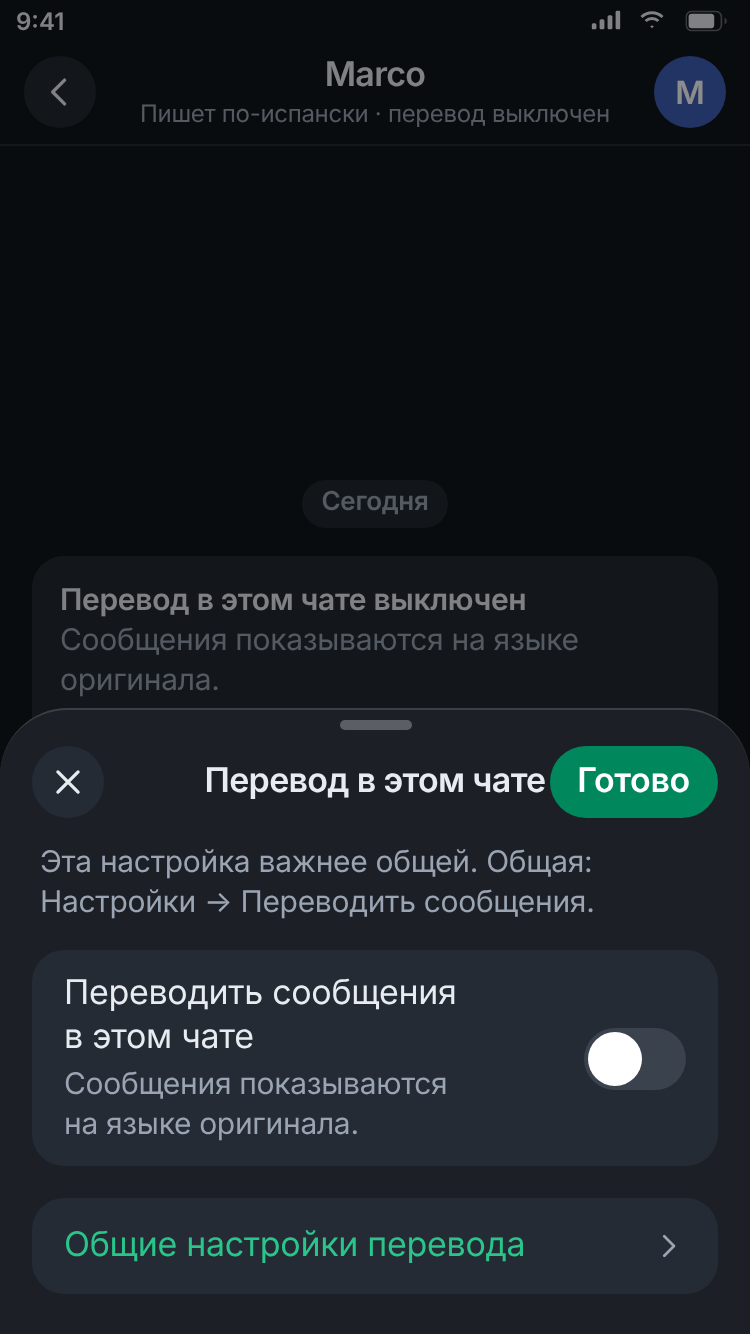 9:41
Marco
Пишет по-испански · перевод выключен
M
Сегодня
Перевод в этом чате выключен
Сообщения показываются на языке
оригинала.
Перевод в этом чате
Готово
Эта настройка важнее общей. Общая:
Настройки → Переводить сообщения.
Переводить сообщения
в этом чате
Сообщения показываются
на языке оригинала.
Общие настройки перевода